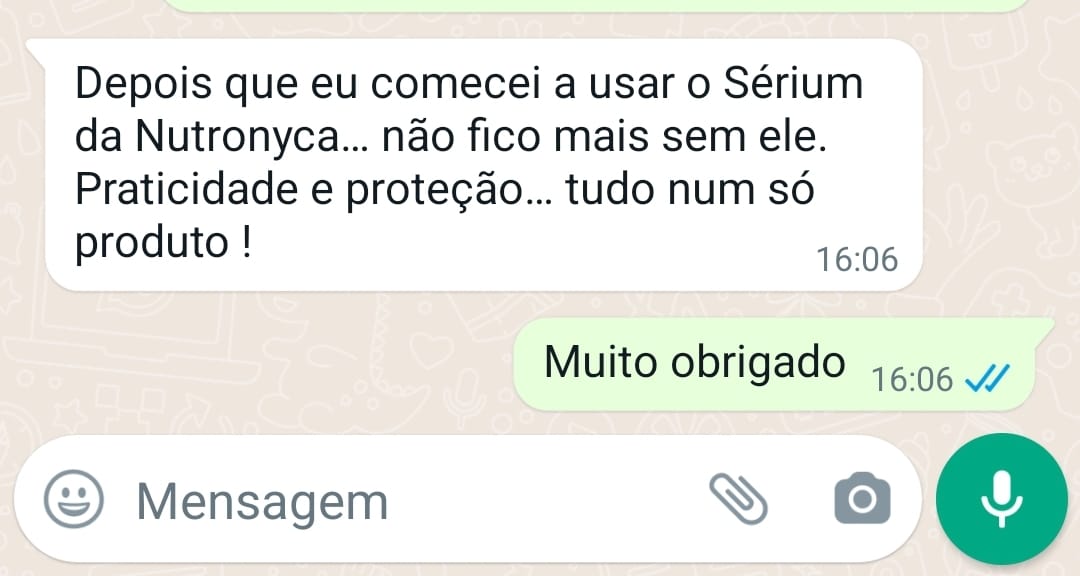 Depois que eu comecei a usar o Sérium
da Nutronyca... não fico mais sem ele.
Praticidade e proteção... tudo num só
produto !
16:06
Muito obrigado
16:06
Mensagem